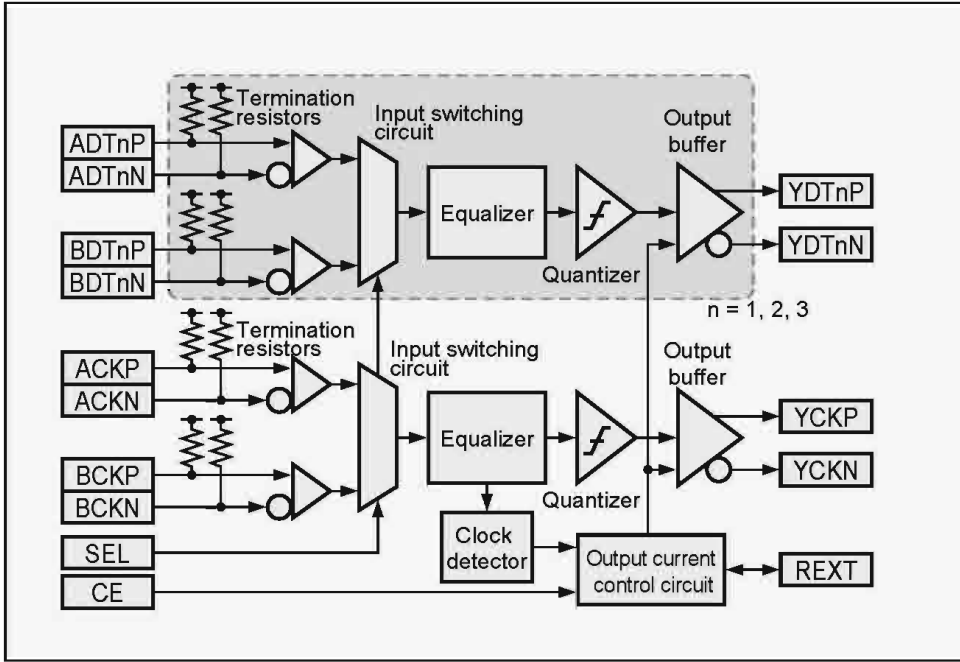 Termination
resistors
Input switching
circuit
Output
buffer
ADTnP
ADTnN
BDTnP
BDTnN
Equalizer
Quantizer
YDTnP
YDTnN
n = 1, 2, 3
Termination
resistors
Input switching
circuit
Output
buffer
ACKP
ACKN
BCKP
BCKN
Equalizer
Quantizer
YCKP
YCKN
SEL
CE
Clock
detector
Output current
control circuit
REXT